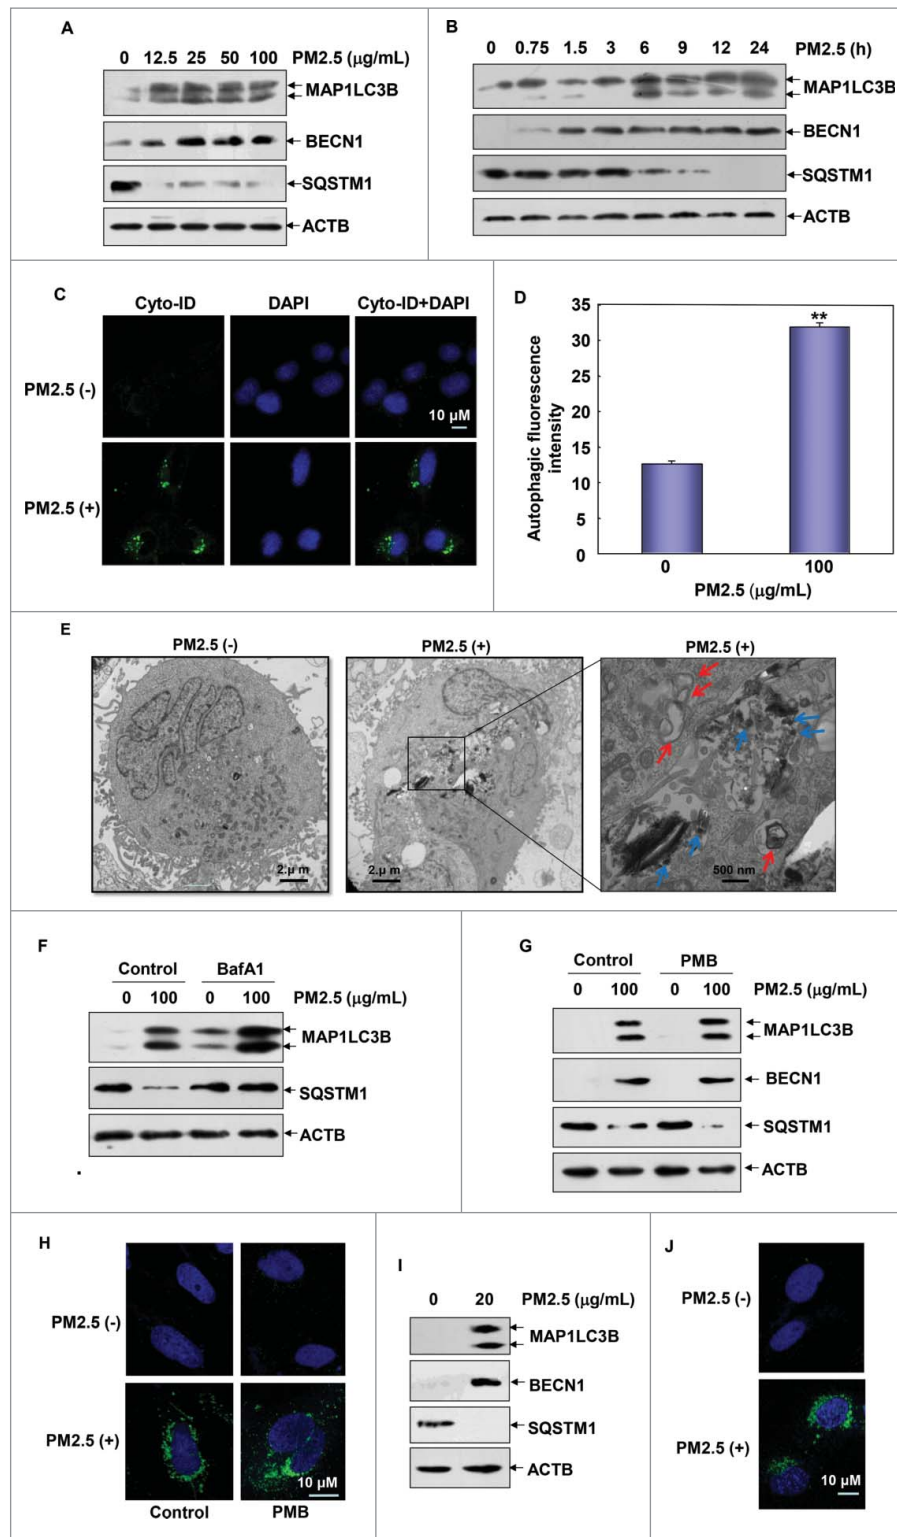 A
0 12.5 25 50 100 PM2.5 (µg/mL)
MAP1LC3B
BECN1
SQSTM1
ACTB
B
0 0.75 1.5 3 6 9 12 24 PM2.5 (h)
MAP1LC3B
BECN1
SQSTM1
ACTB
C
Cyto-ID DAPI Cyto-ID+DAPI
PM2.5 (-)
10 µM
PM2.5 (+)
D
Autophagic fluorescence
intensity
35
30
25
20
15
10
5
0
**
0 100
PM2.5 (µg/mL)
E
PM2.5 (-) PM2.5 (+) PM2.5 (+)
2 µ m 2 µ m 500 nm
F
Control BafA1
0 100 0 100 PM2.5 (µg/mL)
MAP1LC3B
SQSTM1
ACTB
G
Control PMB
0 100 0 100 PM2.5 (µg/mL)
MAP1LC3B
BECN1
SQSTM1
ACTB
H
PM2.5 (-)
PM2.5 (+)
10 µM
Control PMB
I
0 20 PM2.5 (µg/mL)
MAP1LC3B
BECN1
SQSTM1
ACTB
J
PM2.5 (-)
PM2.5 (+)
10 µM